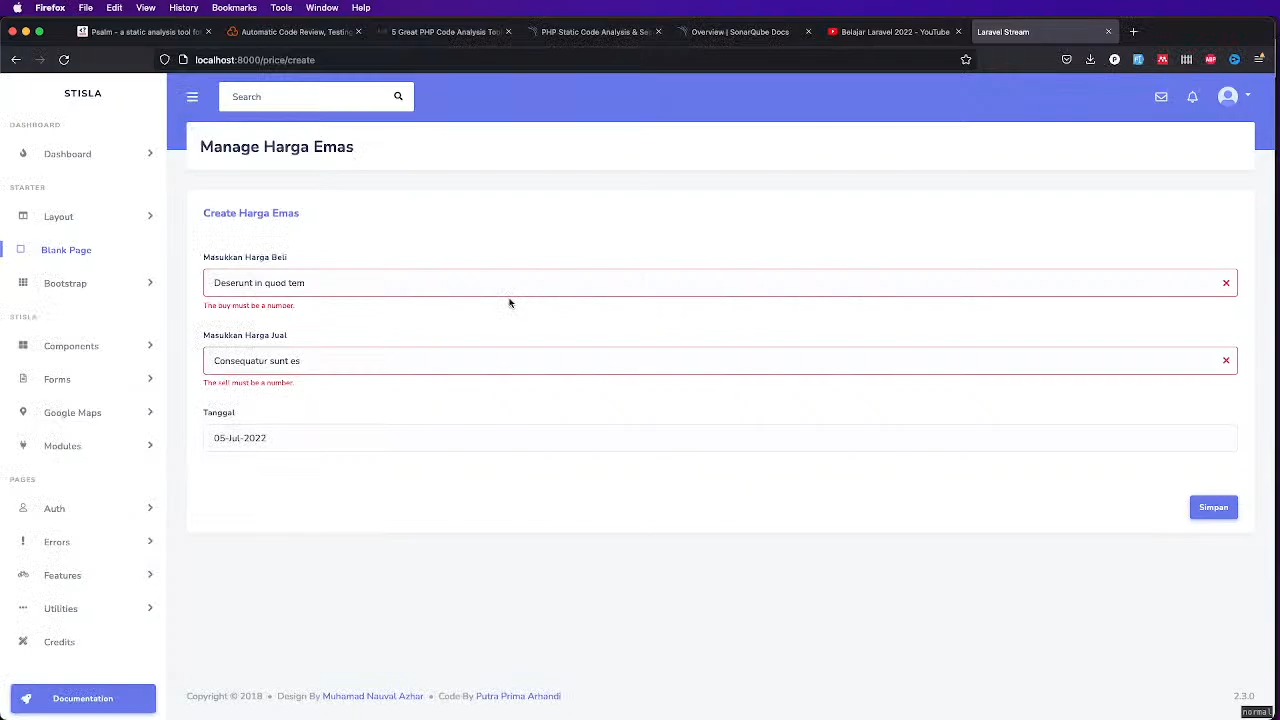 Firefox File Edit View History Bookmarks Tools Window Help
Psalm - a static analysis tool for
Automatic Code Review, Testing
5 Great PHP Code Analysis Tool
PHP Static Code Analysis & Se
Overview | SonarQube Docs
Belajar Laravel 2022 - YouTube
Laravel Stream
localhost:8000/price/create
STISLA
Search
DASHBOARD
Dashboard
STARTER
Layout
Blank Page
Bootstrap
STISLA
Components
Forms
Google Maps
Modules
PAGES
Auth
Errors
Features
Utilities
Credits
Documentation
Manage Harga Emas
Create Harga Emas
Masukkan Harga Beli
Deserunt in quod tem
The buy must be a number.
Masukkan Harga Jual
Consequatur sunt es
The sell must be a number.
Tanggal
05-Jul-2022
Simpan
Copyright © 2018 • Design By Muhamad Nauval Azhar • Code By Putra Prima Arhandi
2.3.0
normal